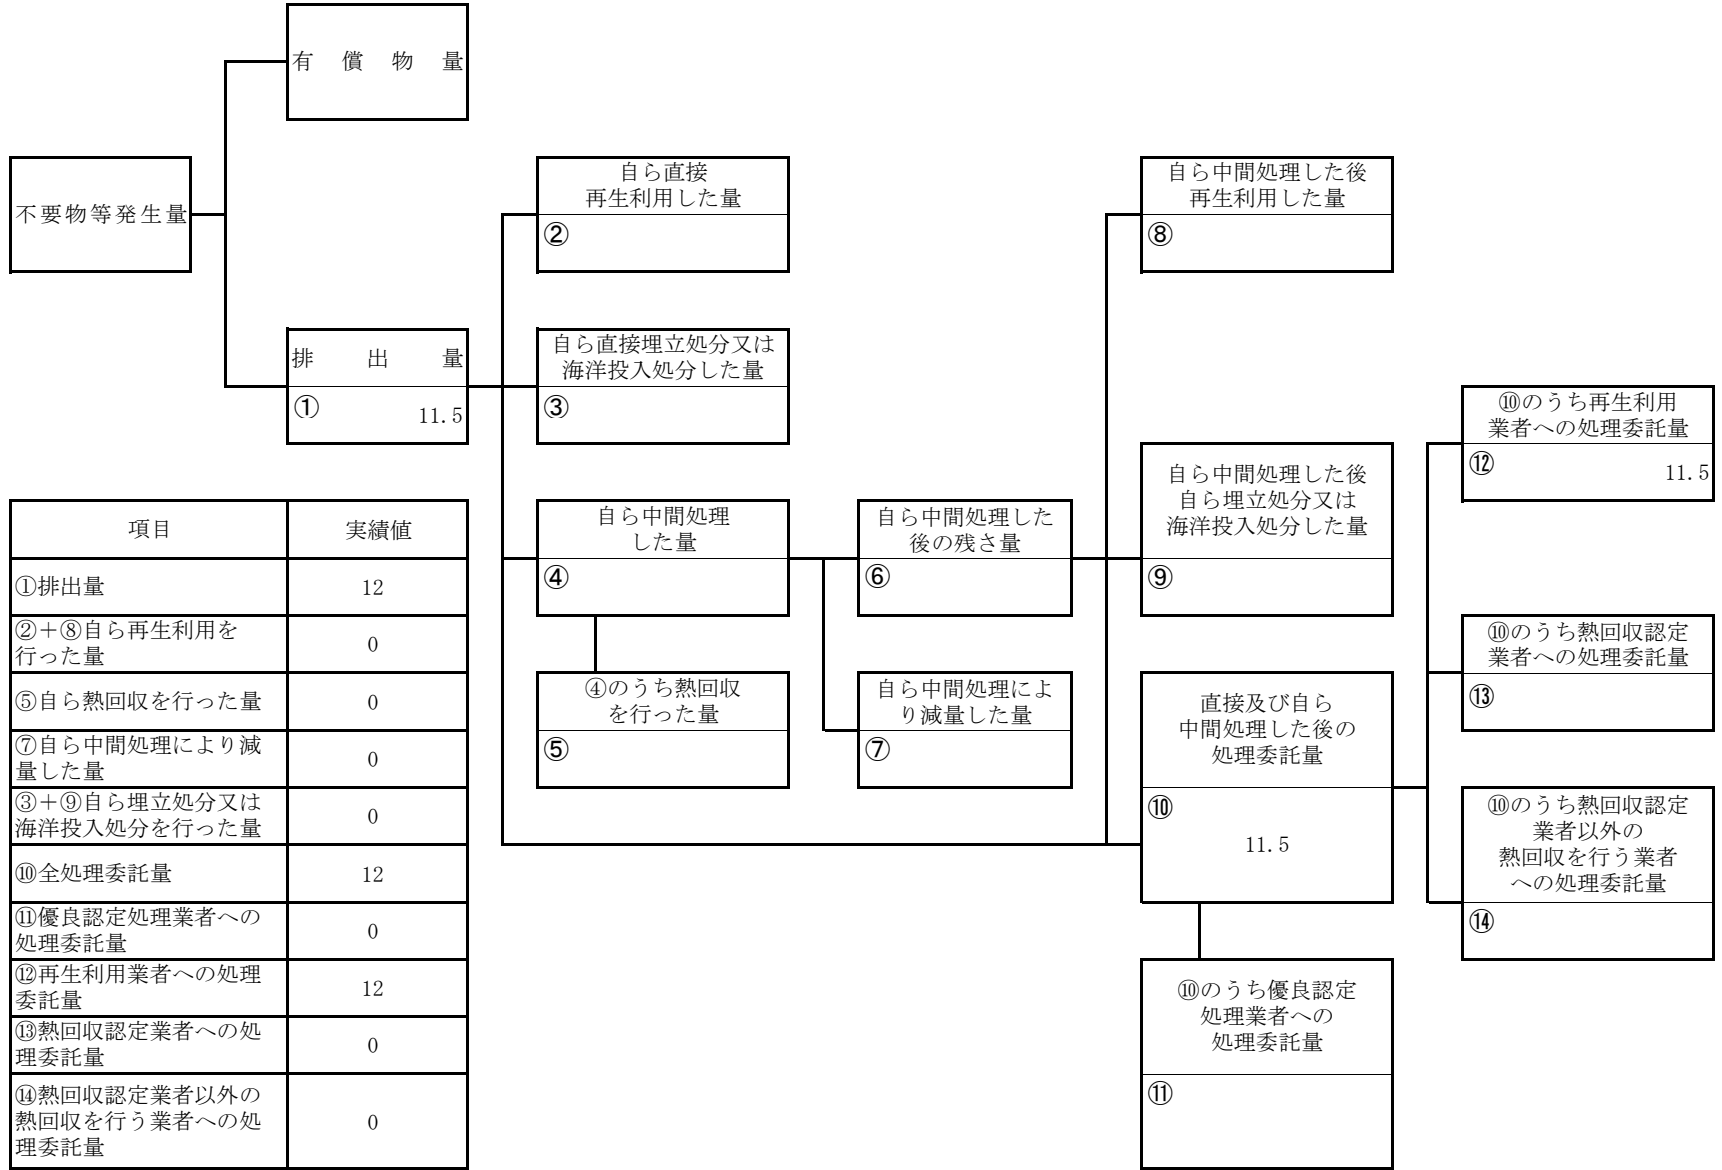 有償物量
不要物等発生量
排出量
①
11.5
自ら直接
再生利用した量
②
自ら直接埋立処分又は
海洋投入処分した量
③
自ら中間処理
した量
④
④のうち熱回収
を行った量
⑤
自ら中間処理した
後の残さ量
⑥
自ら中間処理によ
り減量した量
⑦
自ら中間処理した後
再生利用した量
⑧
自ら中間処理した後
自ら埋立処分又は
海洋投入処分した量
⑨
直接及び自ら
中間処理した後の
処理委託量
⑩
11.5
⑩のうち優良認定
処理業者への
処理委託量
⑪
⑩のうち再生利用
業者への処理委託量
⑫
11.5
⑩のうち熱回収認定
業者への処理委託量
⑬
⑩のうち熱回収認定
業者以外の
熱回収を行う業者
への処理委託量
⑭
項目 実績値
①排出量 12
②＋⑧自ら再生利用を
行った量 0
⑤自ら熱回収を行った量 0
⑦自ら中間処理により減
量した量 0
③＋⑨自ら埋立処分又は
海洋投入処分を行った量 0
⑩全処理委託量 12
⑪優良認定処理業者への
処理委託量 0
⑫再生利用業者への処理
委託量 12
⑬熱回収認定業者への処
理委託量 0
⑭熱回収認定業者以外の
熱回収を行う業者への処
理委託量 0